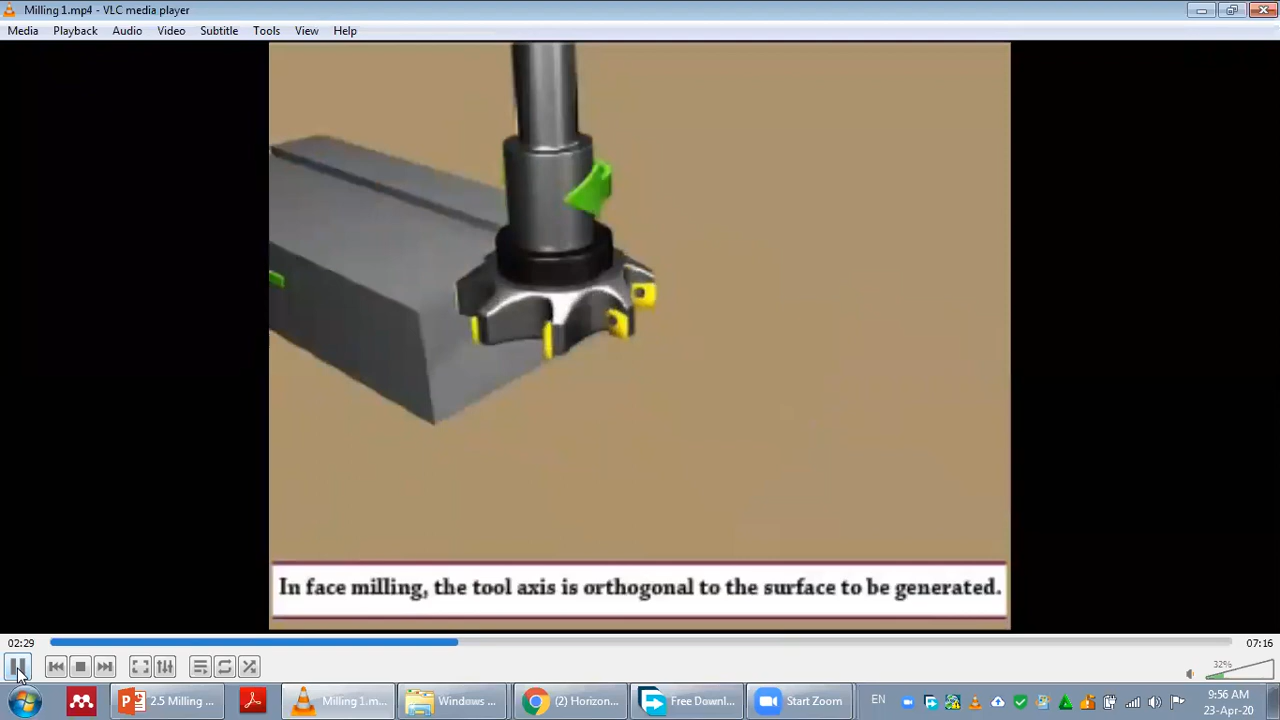 Milling 1.mp4 - VLC media player
Media Playback Audio Video Subtitle Tools View Help
In face milling, the tool axis is orthogonal to the surface to be generated.
02:29
07:16
32%
2.5 Milling ...
Milling 1.m...
Windows ...
(2) Horizon...
Free Downl...
Start Zoom
EN
9:56 AM
23-Apr-20